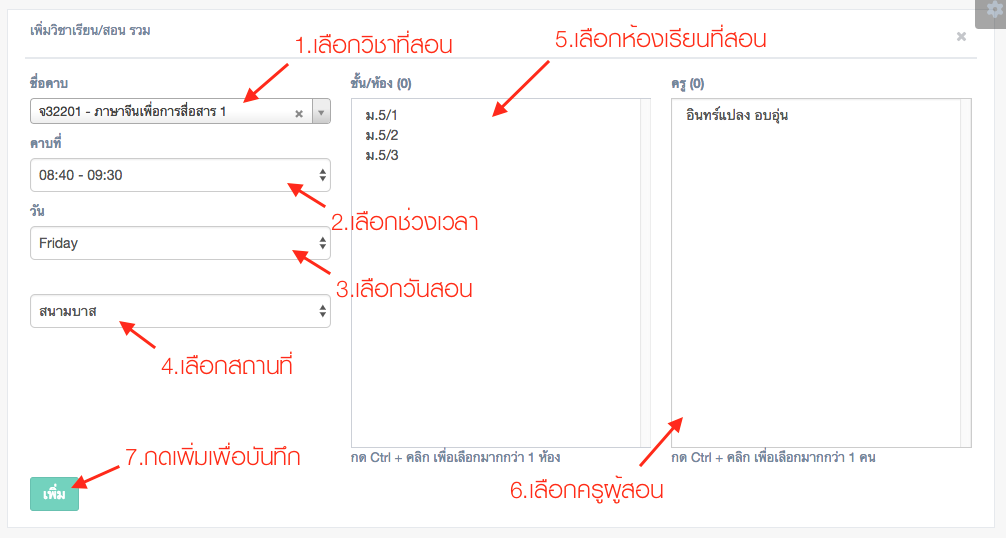 เพิ่มวิชาเรียน/สอน รวม
1.เลือกวิชาที่สอน
5.เลือกห้องเรียนที่สอน
ชื่อคาบ
ชั้น/ห้อง (0)
ครู (0)
จ32201 - ภาษาจีนเพื่อการสื่อสาร 1
ม.5/1
ม.5/2
ม.5/3
อินทร์แปลง อบอุ่น
คาบที่
08:40 - 09:30
2.เลือกช่วงเวลา
วัน
Friday
3.เลือกวันสอน
สนามบาส
4.เลือกสถานที่
7.กดเพิ่มเพื่อบันทึก
กด Ctrl + คลิก เพื่อเลือกมากกว่า 1 ห้อง
กด Ctrl + คลิก เพื่อเลือกมากกว่า 1 คน
6.เลือกครูผู้สอน
เพิ่ม